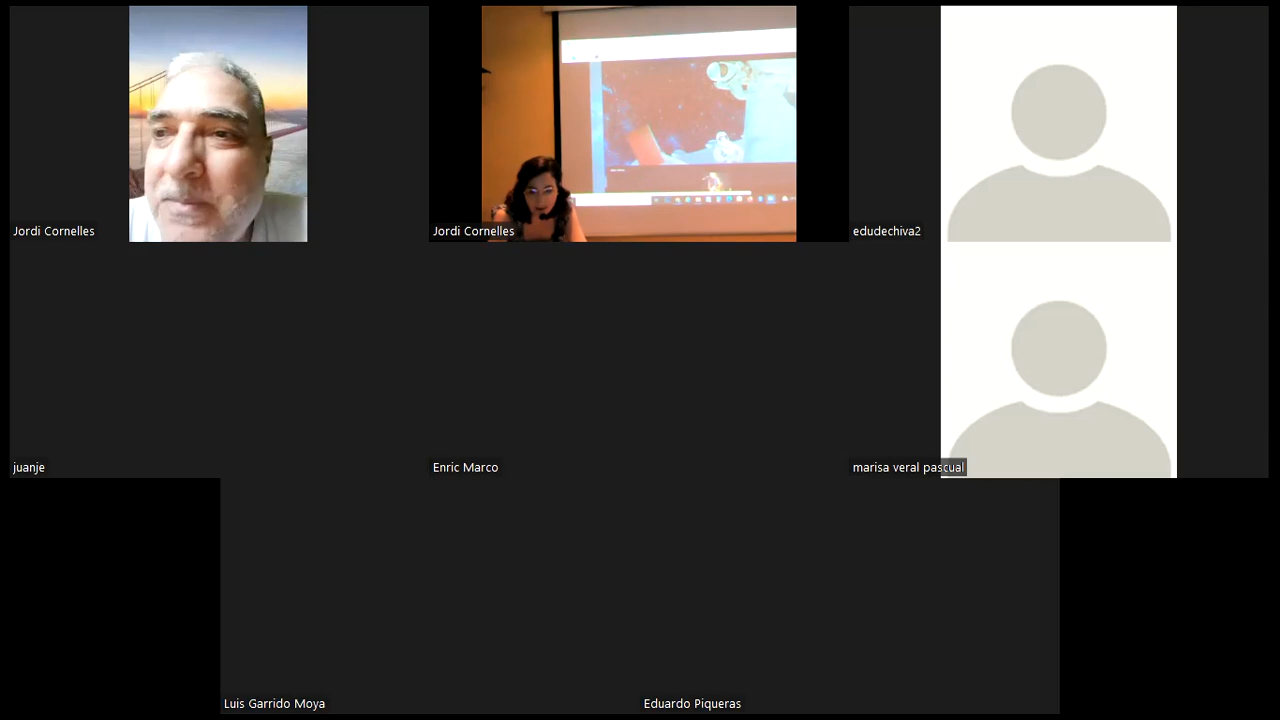 Jordi Cornelles
Jordi Cornelles
edudechiva2
juanje
Enric Marco
marisa veral pascual
Luis Garrido Moya
Eduardo Piqueras